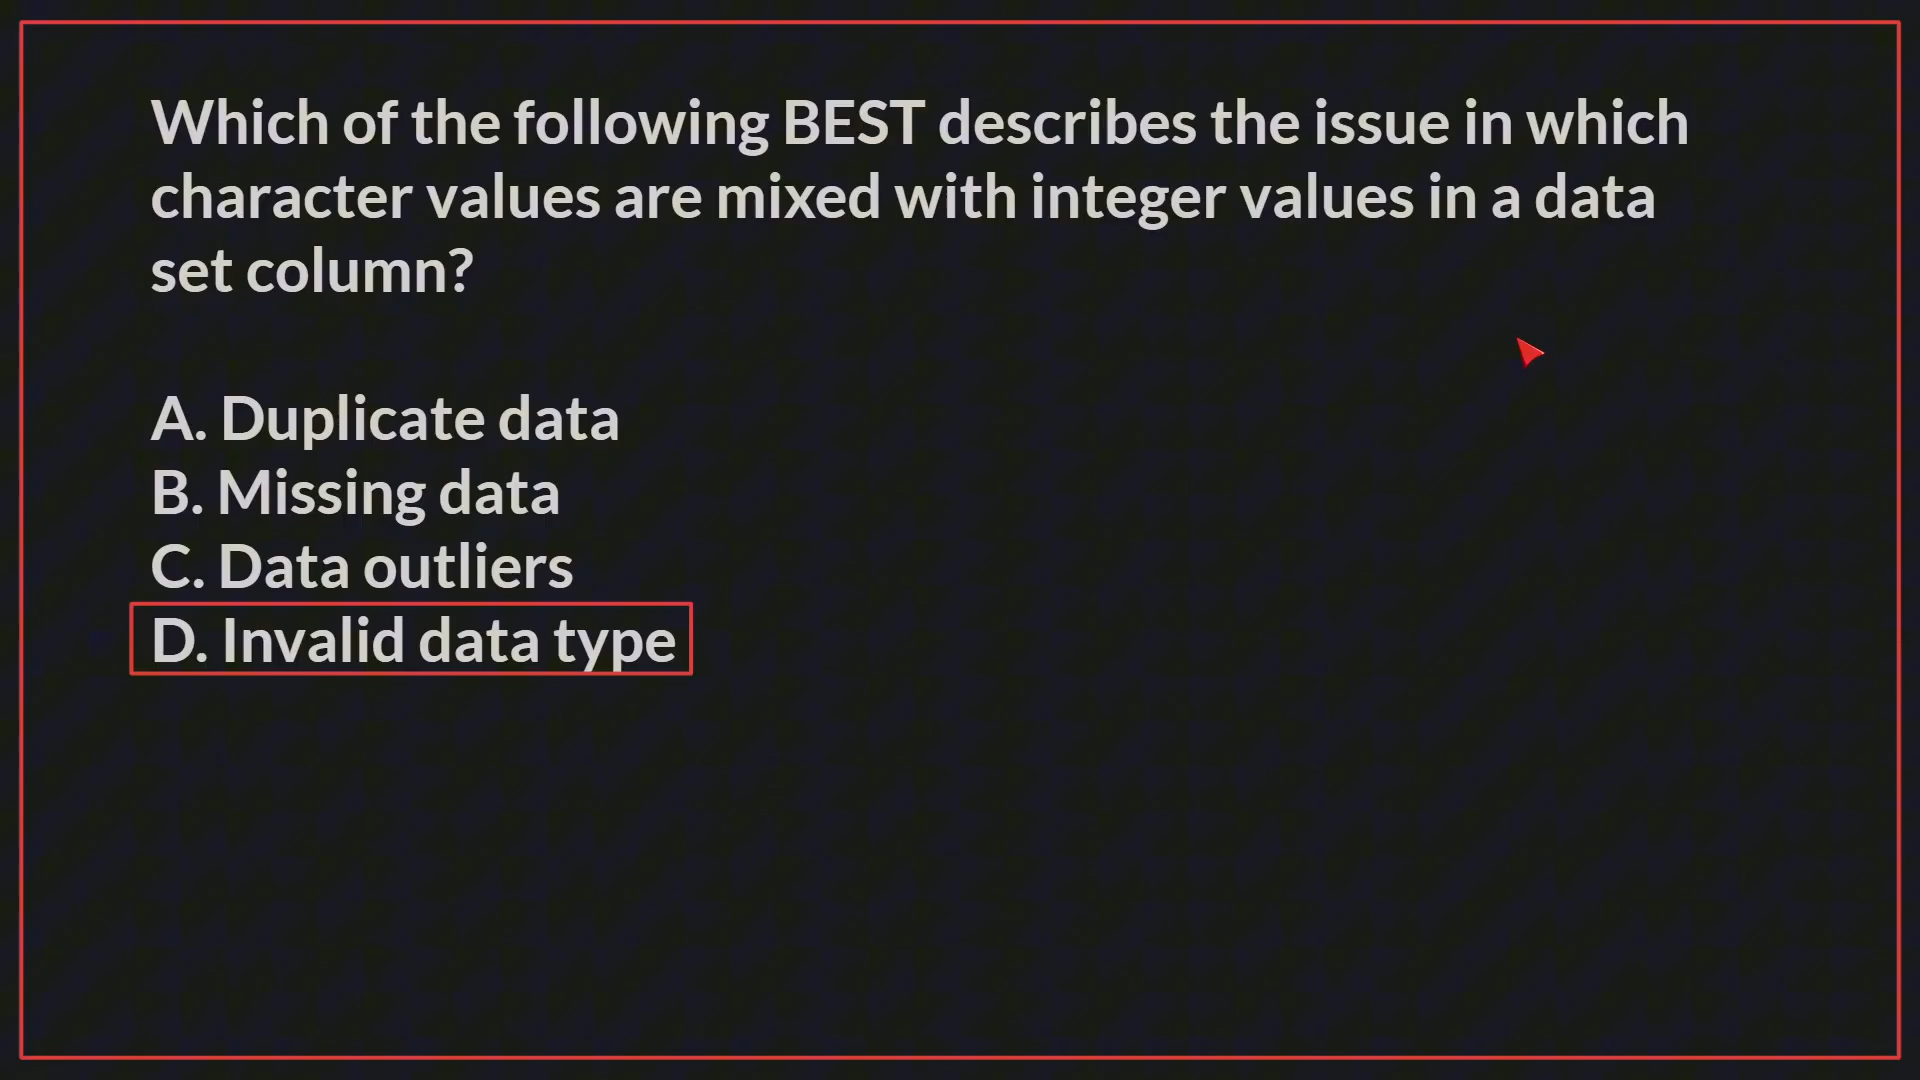 Which of the following BEST describes the issue in which
character values are mixed with integer values in a data
set column?
A. Duplicate data
B. Missing data
C. Data outliers
D. Invalid data type